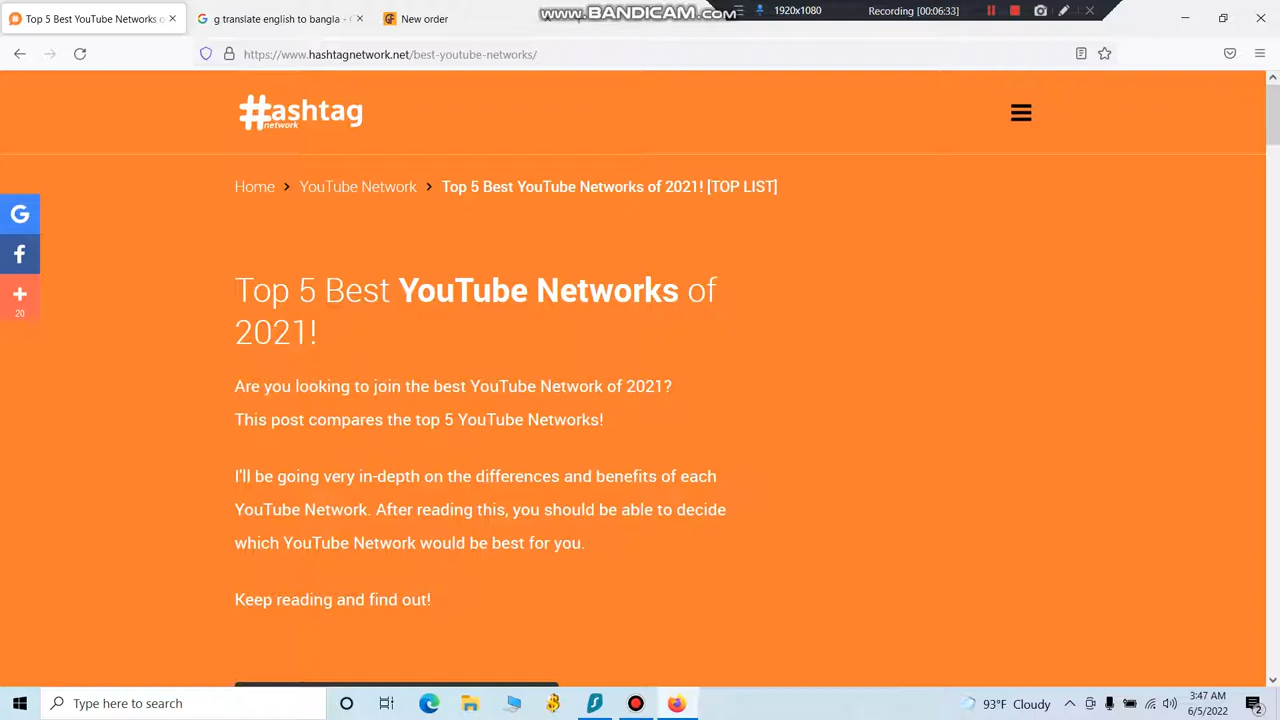 Top 5 Best YouTube Networks o
g translate english to bangla - G
New order
www.BANDICAM.com
1920x1080
Recording [00:06:33]
https://www.hashtagnetwork.net/best-youtube-networks/
#ashtag
network
Home > YouTube Network > Top 5 Best YouTube Networks of 2021! [TOP LIST]
G
f
+
20
Top 5 Best YouTube Networks of
2021!
Are you looking to join the best YouTube Network of 2021?
This post compares the top 5 YouTube Networks!
I'll be going very in-depth on the differences and benefits of each
YouTube Network. After reading this, you should be able to decide
which YouTube Network would be best for you.
Keep reading and find out!
Type here to search
93°F Cloudy
3:47 AM
6/5/2022
2